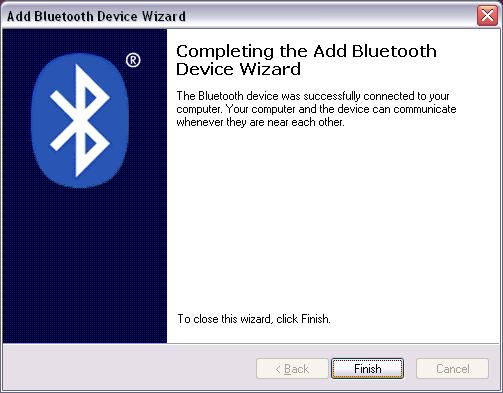 Add Bluetooth Device Wizard
®
Completing the Add Bluetooth
Device Wizard
The Bluetooth device was successfully connected to your
computer. Your computer and the device can communicate
whenever they are near each other.
To close this wizard, click Finish.
< Back Finish Cancel